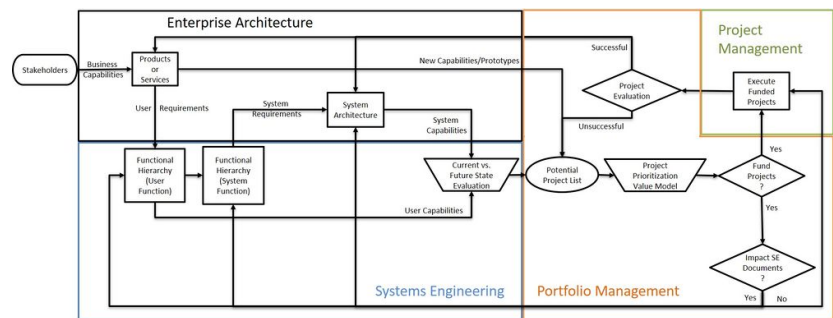 Enterprise Architecture
Project
Management
Stakeholders
Business
Capabilities
Products
or
Services
New Capabilities/Prototypes
Successful
Project
Evaluation
Unsuccessful
Execute
Funded
Projects
User Requirements
System
Requirements
System
Architecture
System
Capabilities
Functional
Hierarchy
(User
Function)
Functional
Hierarchy
(System
Function)
Current vs.
Future State
Evaluation
Potential
Project List
Project
Prioritization
Value Model
Yes
Fund
Projects
?
Yes
User Capabilities
Impact SE
Documents
?
Yes No
Systems Engineering
Portfolio Management